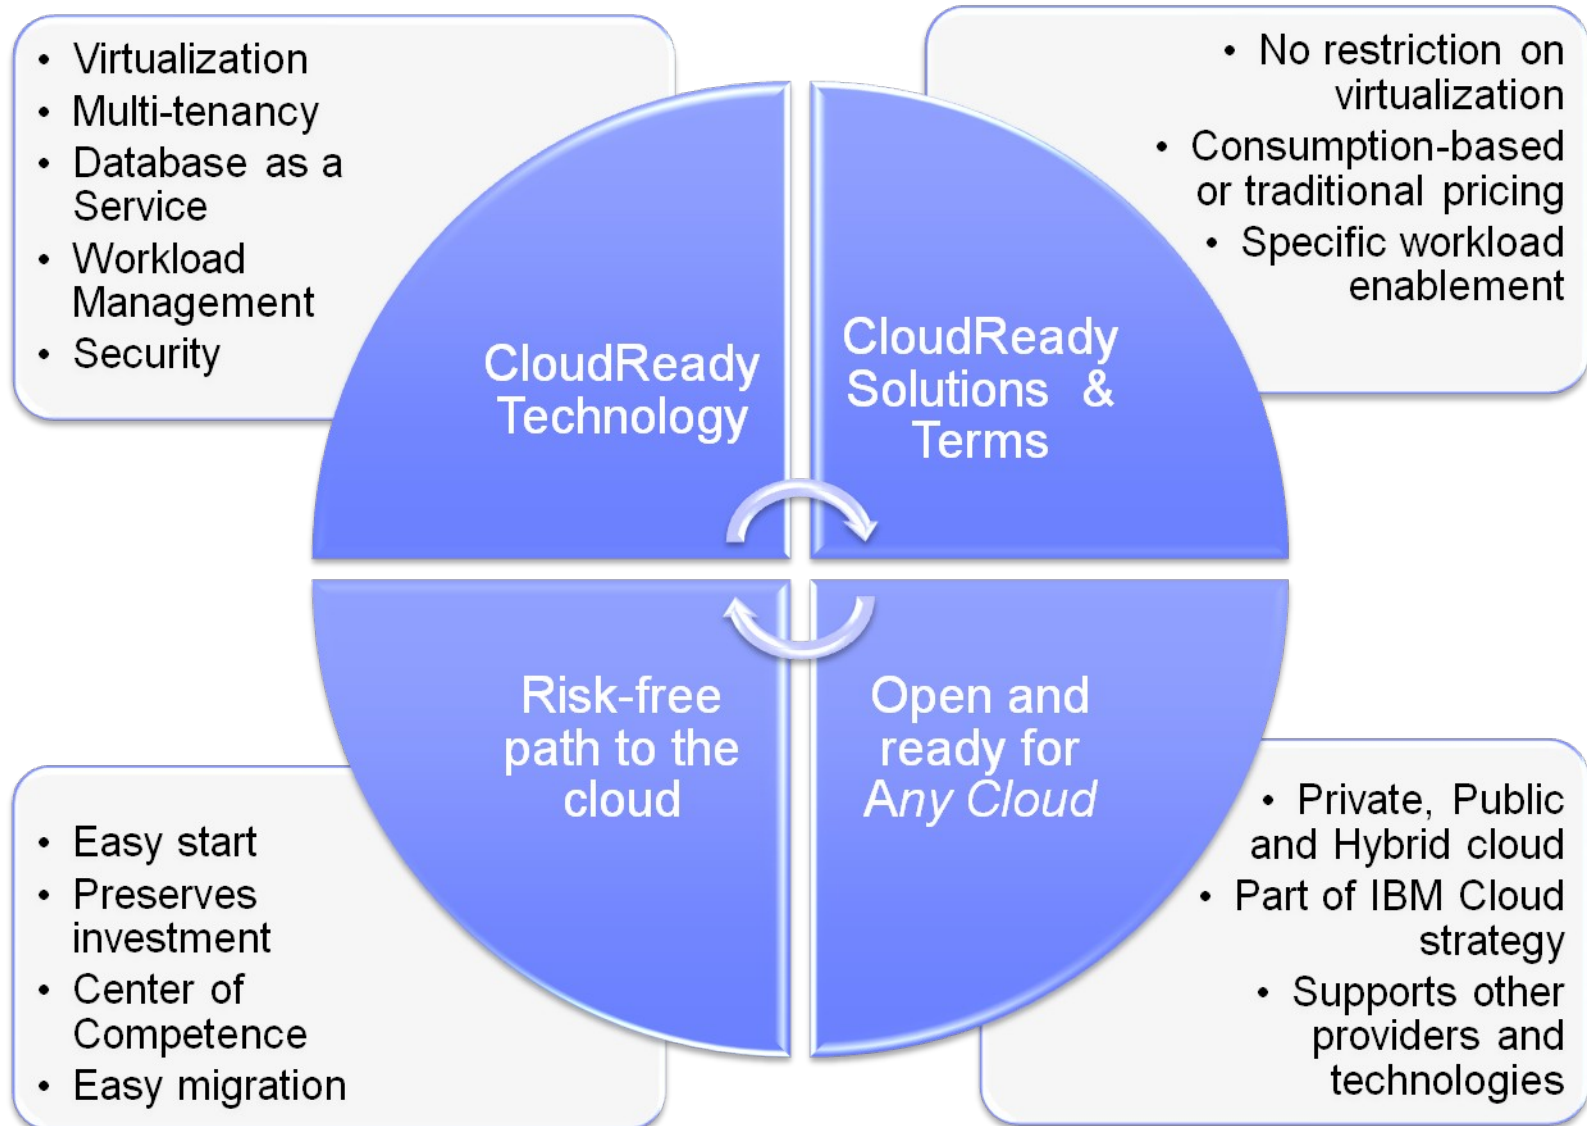 • Virtualization
• Multi-tenancy
• Database as a
Service
• Workload
Management
• Security
• No restriction on
virtualization
• Consumption-based
or traditional pricing
• Specific workload
enablement
CloudReady
Technology
CloudReady
Solutions & 
Terms
Risk-free
path to the
cloud
Open and
ready for
Any Cloud
• Easy start
• Preserves
investment
• Center of
Competence
• Easy migration
• Private, Public
and Hybrid cloud
• Part of IBM Cloud
strategy
• Supports other
providers and
technologies